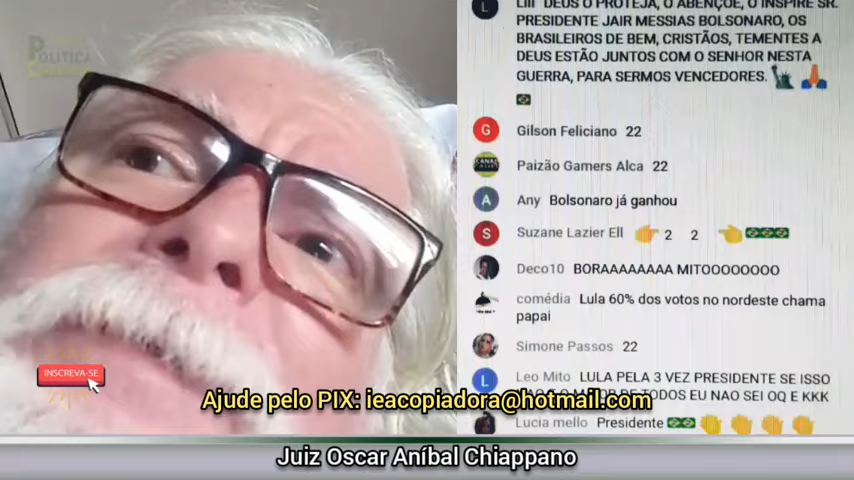 POLITICA
LIII DEUS O PROTEJA, O ABENÇOE, O INSPIRE SR.
PRESIDENTE JAIR MESSIAS BOLSONARO, OS
BRASILEIROS DE BEM, CRISTÃOS, TEMENTES A
DEUS ESTÃO JUNTOS COM O SENHOR NESTA
GUERRA, PARA SERMOS VENCEDORES.
Gilson Feliciano 22
Paizão Gamers Alca 22
Any Bolsonaro já ganhou
Suzane Lazier Ell 2 2
Deco10 BORAAAAAAAA MITOOOOOOOO
comédia Lula 60% dos votos no nordeste chama
papai
Simone Passos 22
Leo Mito LULA PELA 3 VEZ PRESIDENTE SE ISSO
DE TODOS EU NAO SEI OQ E KKK
Lucia mello Presidente
INSCREVA-SE
Ajude pelo PIX: ieacopiadora@hotmail.com
Juiz Oscar Aníbal Chiappano